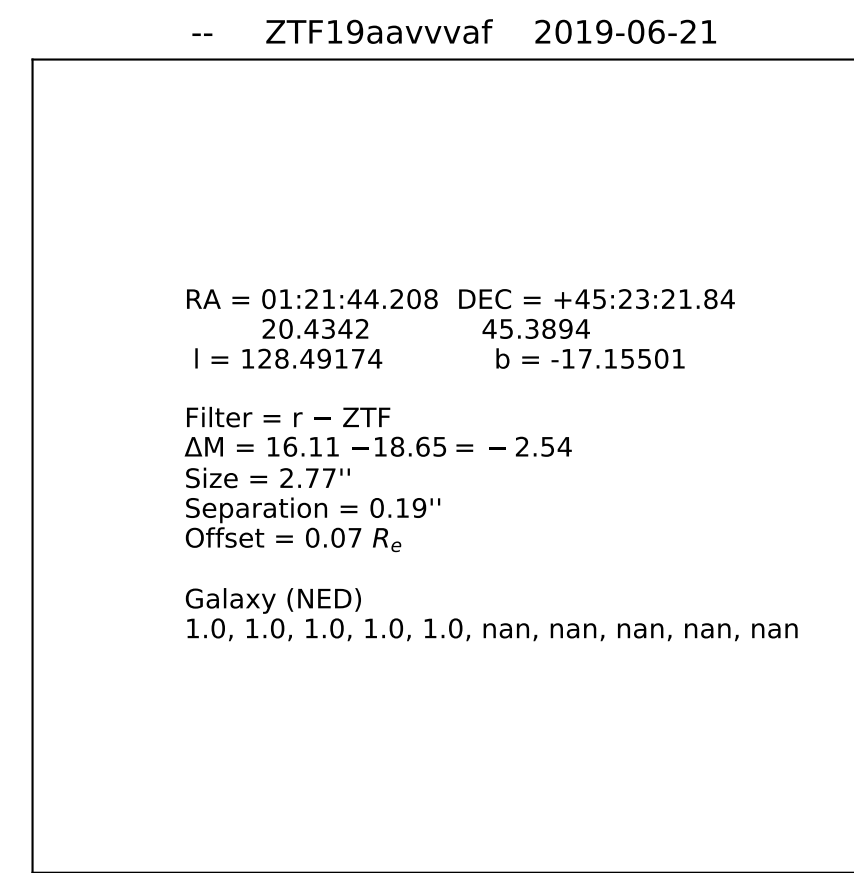 -- ZTF19aavvvaf 2019-06-21
RA = 01:21:44.208 DEC = +45:23:21.84
20.4342 45.3894
l = 128.49174 b = -17.15501
Filter = r − ZTF
ΔM = 16.11 −18.65 = − 2.54
Size = 2.77''
Separation = 0.19''
Offset = 0.07 Re
Galaxy (NED)
1.0, 1.0, 1.0, 1.0, 1.0, nan, nan, nan, nan, nan